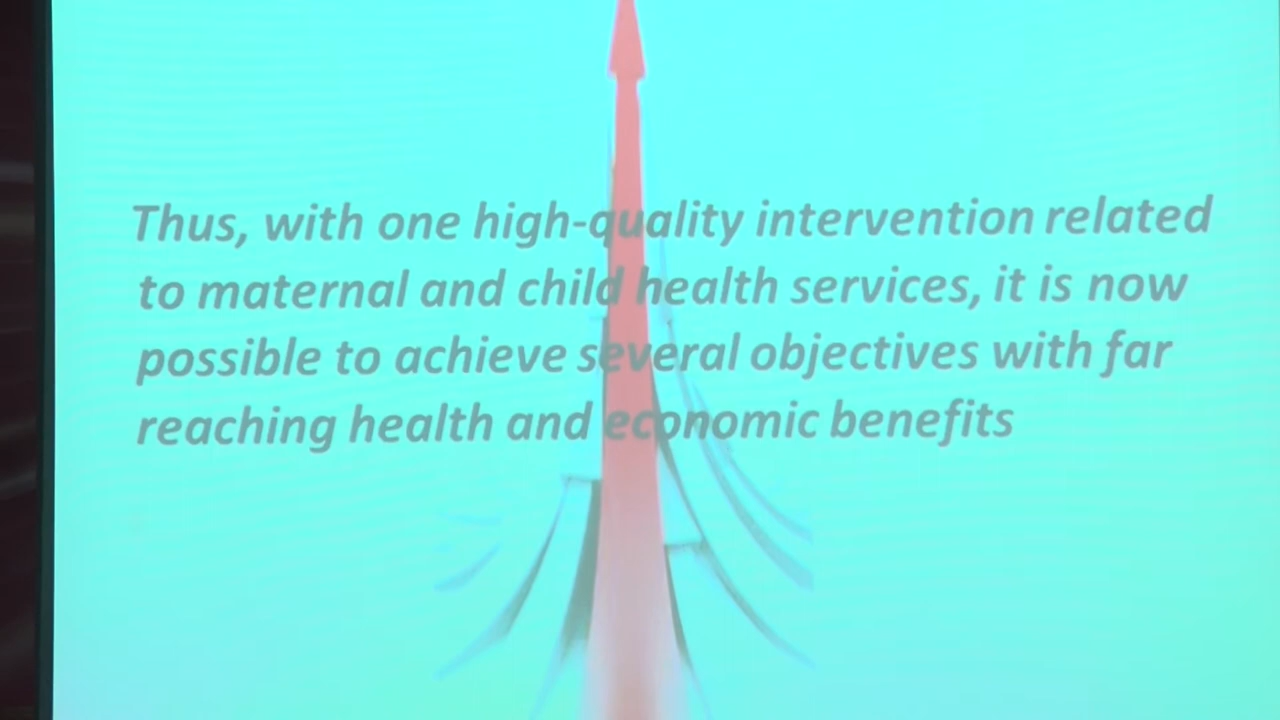 Thus, with one high-quality intervention related
to maternal and child health services, it is now
possible to achieve several objectives with far
reaching health and economic benefits